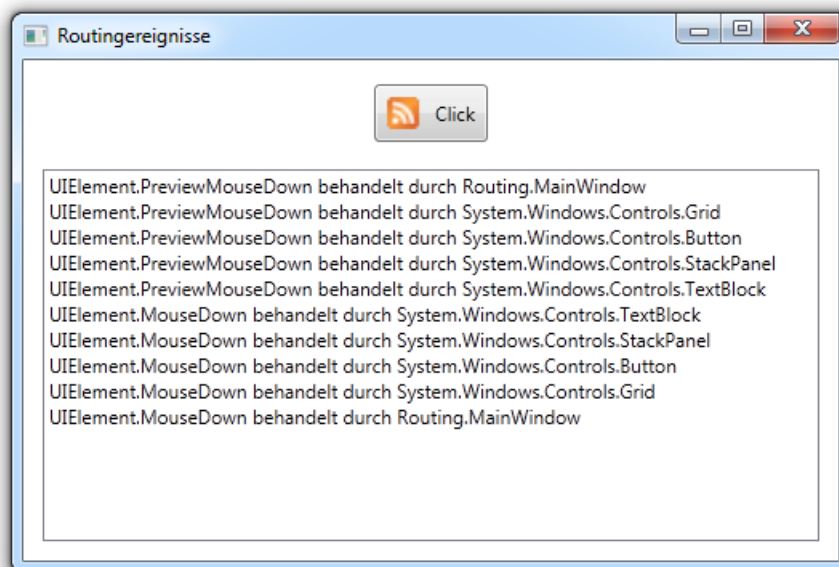 Routingereignisse
Click
UIElement.PreviewMouseDown behandelt durch Routing.MainWindow
UIElement.PreviewMouseDown behandelt durch System.Windows.Controls.Grid
UIElement.PreviewMouseDown behandelt durch System.Windows.Controls.Button
UIElement.PreviewMouseDown behandelt durch System.Windows.Controls.StackPanel
UIElement.PreviewMouseDown behandelt durch System.Windows.Controls.TextBlock
UIElement.MouseDown behandelt durch System.Windows.Controls.TextBlock
UIElement.MouseDown behandelt durch System.Windows.Controls.StackPanel
UIElement.MouseDown behandelt durch System.Windows.Controls.Button
UIElement.MouseDown behandelt durch System.Windows.Controls.Grid
UIElement.MouseDown behandelt durch Routing.MainWindow